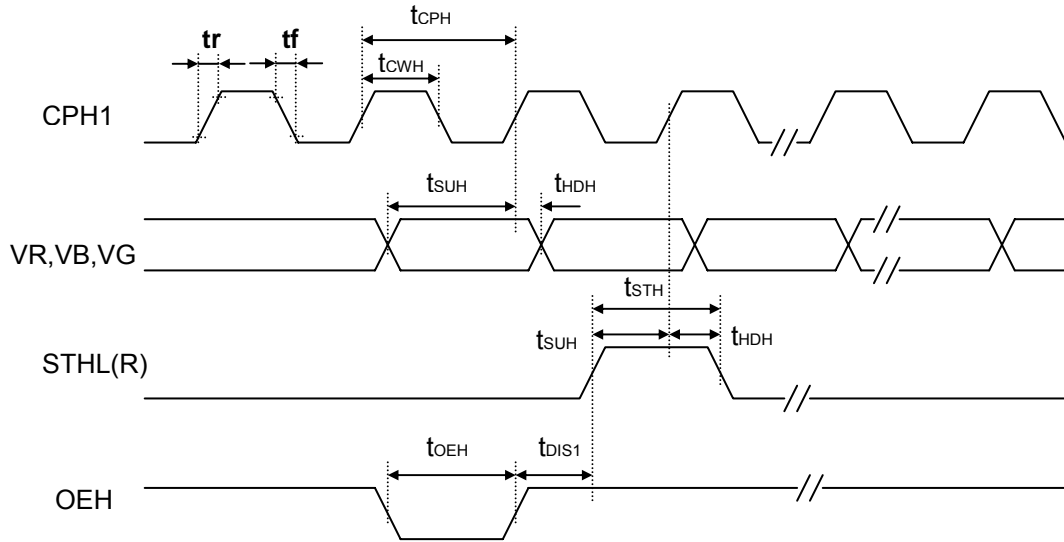 tCPH
tr
tf
tCWH
CPH1
tSUH
tHDH
VR,VB,VG
tSTH
tSUH
tHDH
STHL(R)
tOEH
tDIS1
OEH